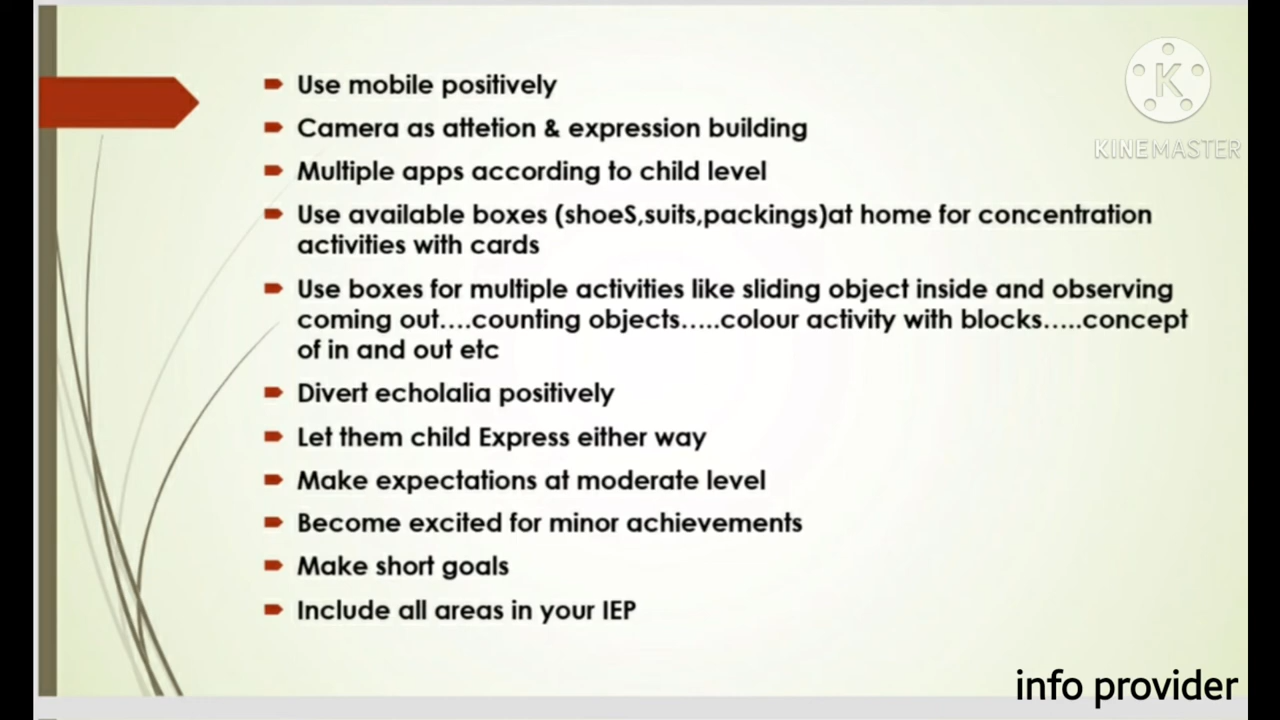 Use mobile positively
Camera as attetion & expression building
Multiple apps according to child level
Use available boxes (shoeS,suits,packings)at home for concentration
activities with cards
Use boxes for multiple activities like sliding object inside and observing
coming out....counting objects.....colour activity with blocks.....concept
of in and out etc
Divert echolalia positively
Let them child Express either way
Make expectations at moderate level
Become excited for minor achievements
Make short goals
Include all areas in your IEP
K
KINEMASTER
info provider